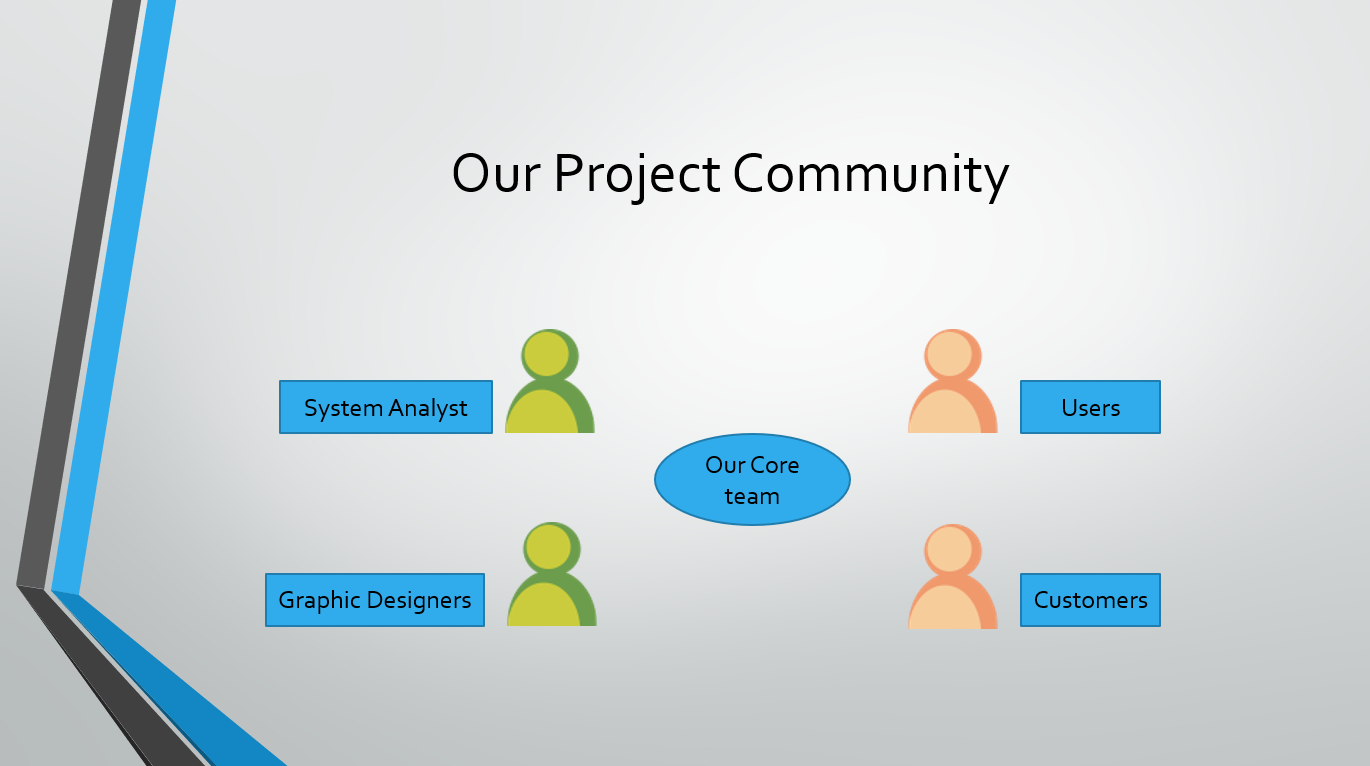 Our Project Community
System Analyst
Users
Our Core
team
Graphic Designers
Customers